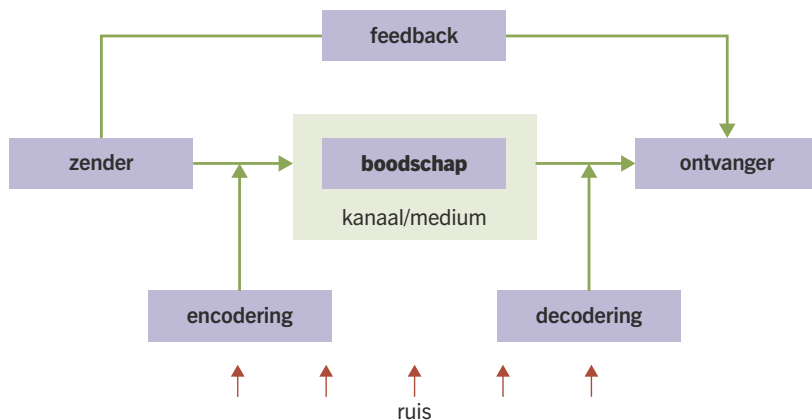 feedback
zender
boodschap
ontvanger
kanaal/medium
encodering
decodering
ruis